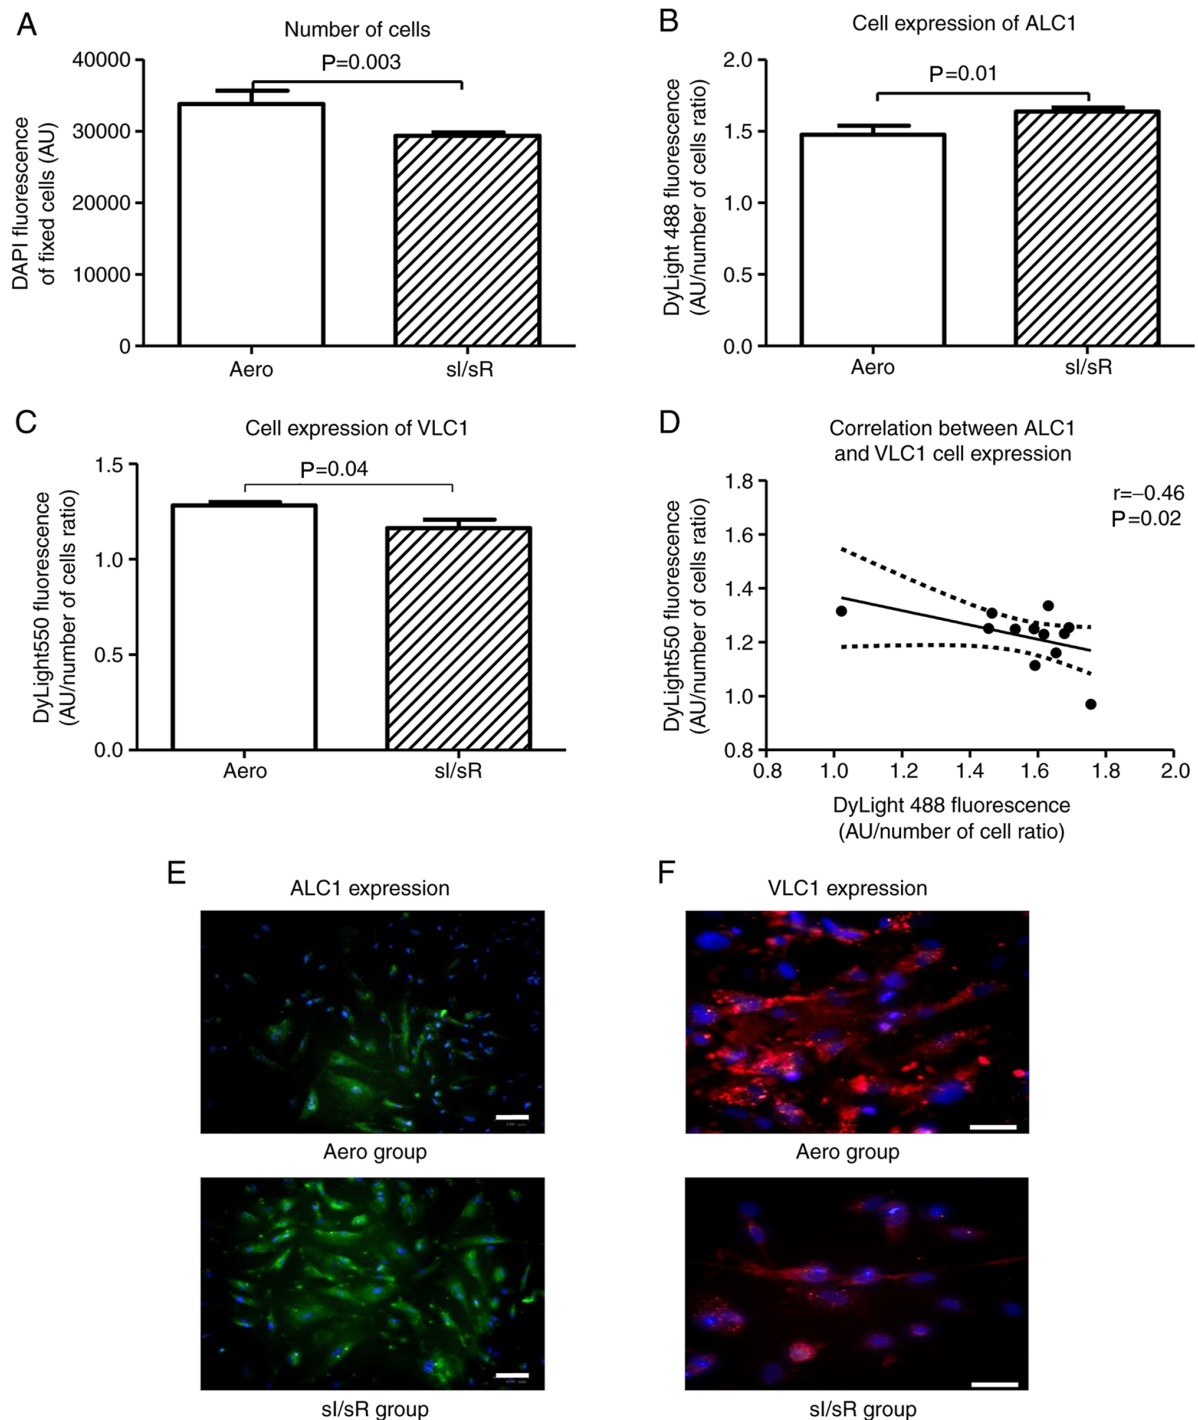 A
Number of cells
P=0.003
40000
30000
20000
10000
0
DAPI fluorescence
of fixed cells (AU)
Aero
sI/sR
B
Cell expression of ALC1
P=0.01
2.0
1.5
1.0
0.5
0.0
DyLight 488 fluorescence
(AU/number of cells ratio)
Aero
sI/sR
C
Cell expression of VLC1
P=0.04
1.5
1.0
0.5
0.0
DyLight550 fluorescence
(AU/number of cells ratio)
Aero
sI/sR
D
Correlation between ALC1
and VLC1 cell expression
r=−0.46
P=0.02
1.8
1.6
1.4
1.2
1.0
0.8
DyLight550 fluorescence
(AU/number of cells ratio)
0.8 1.0 1.2 1.4 1.6 1.8 2.0
DyLight 488 fluorescence
(AU/number of cell ratio)
E
ALC1 expression
Aero group
sI/sR group
F
VLC1 expression
Aero group
sI/sR group